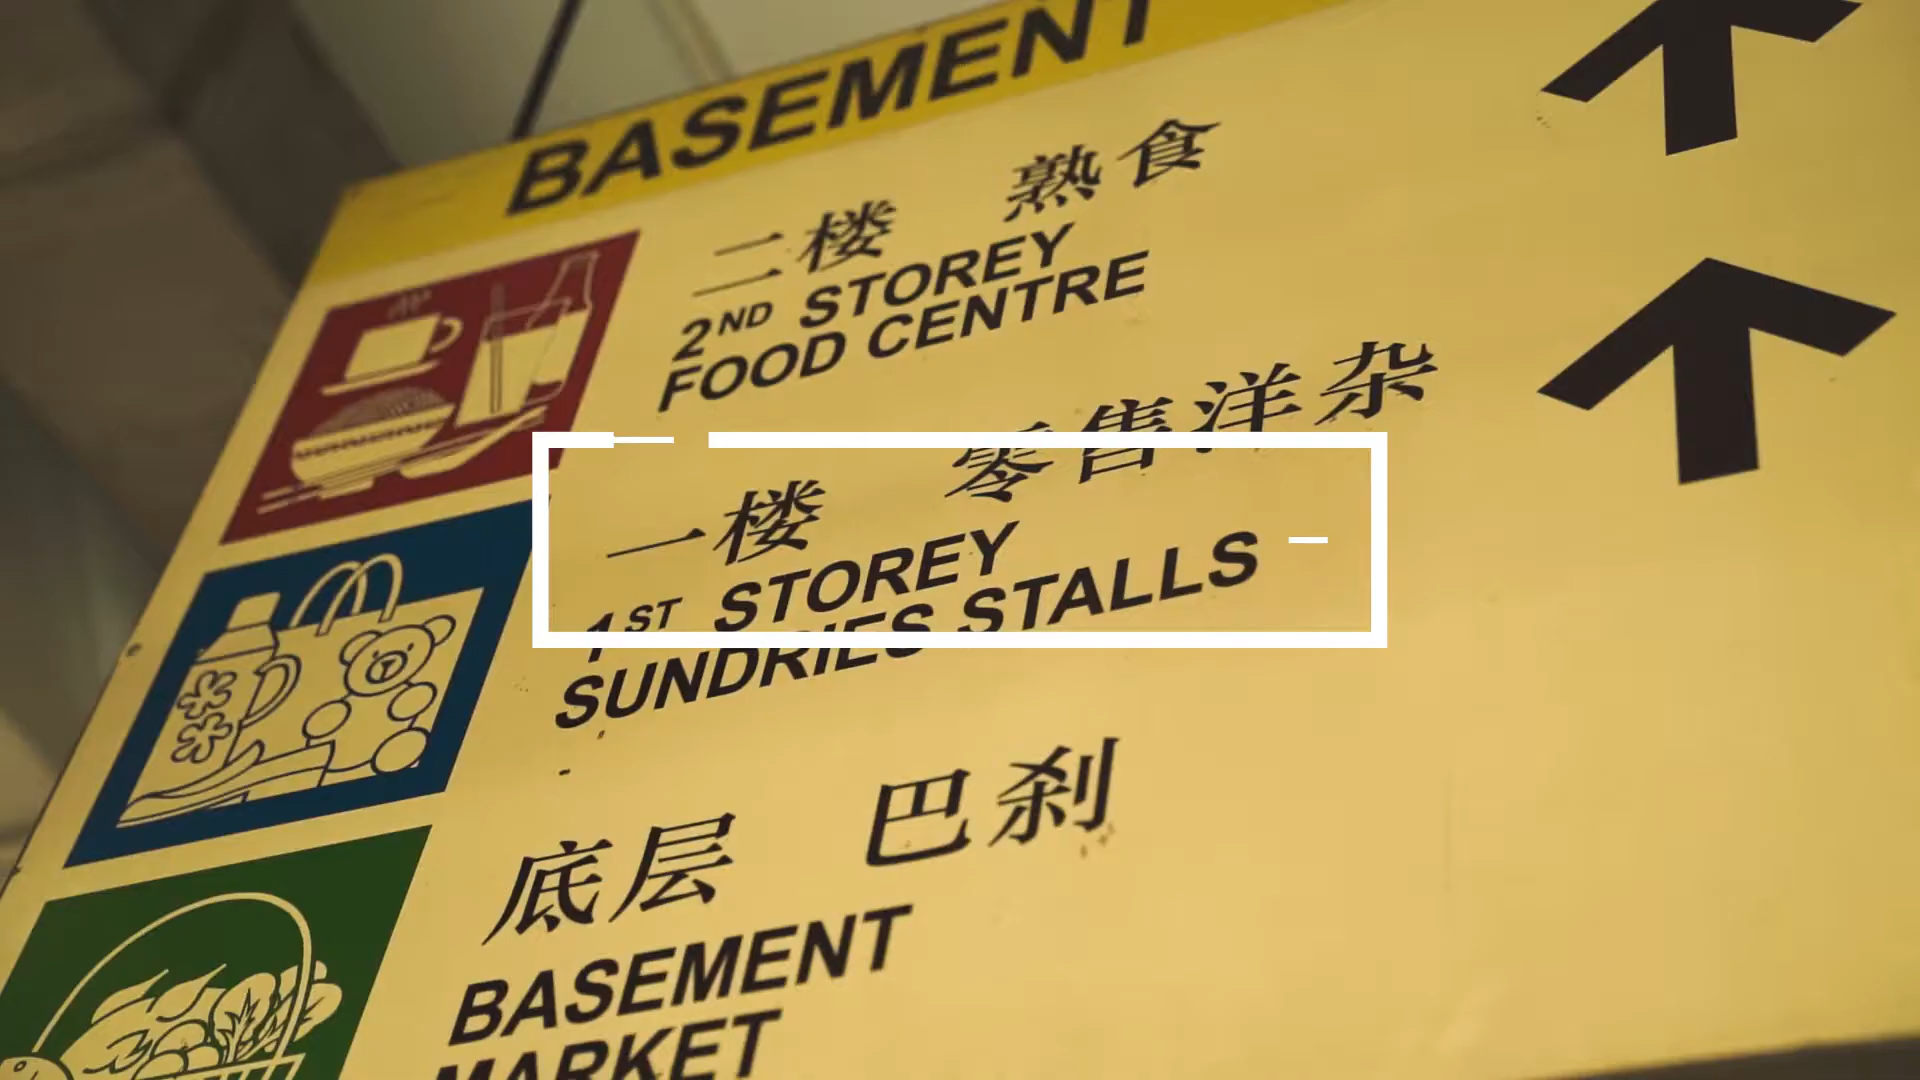 BASEMENT
二楼 熟食
2ND STOREY
FOOD CENTRE
一楼 零售洋杂
1ST STOREY
SUNDRIES STALLS
底层 巴刹
BASEMENT
MARKET